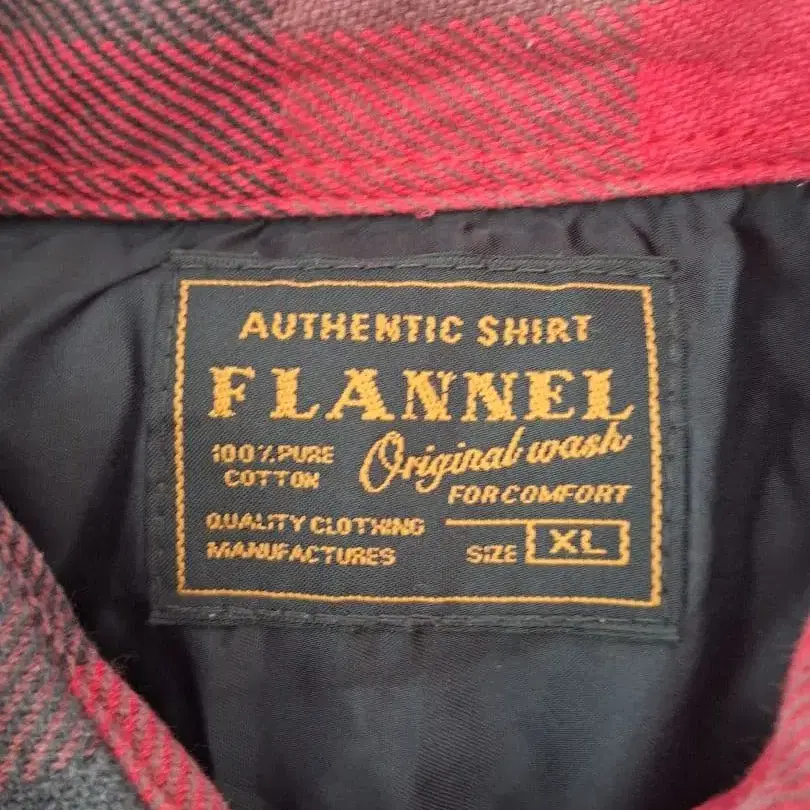 AUTHENTIC SHIRT
FLANNEL
100% PURE
COTTON
Original wash
FOR COMFORT
QUALITY CLOTHING
MANUFACTURES
SIZE XL